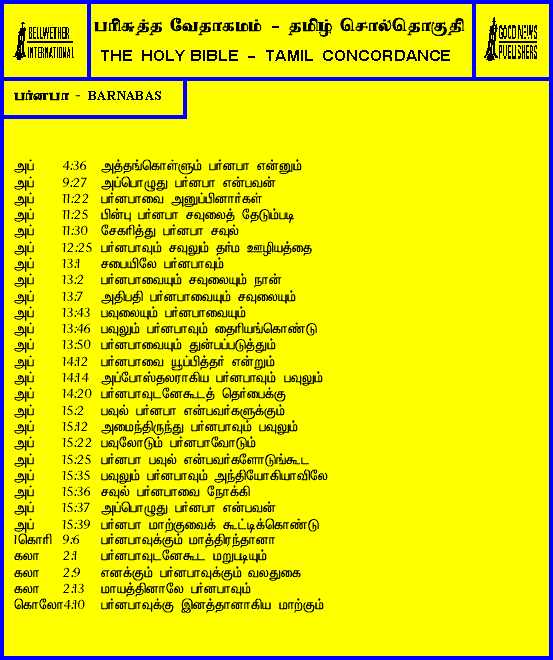 BELLWETHER
INTERNATIONAL
பரிசுத்த வேதாகமம் - தமிழ் சொல்தொகுதி
THE HOLY BIBLE - TAMIL CONCORDANCE
GOOD NEWS
PUBLISHERS
பர்னபா - BARNABAS
அப் 4:36 அத்தங்கொள்ளும் பர்னபா என்னும்
அப் 9:27 அப்பொழுது பர்னபா என்பவன்
அப் 11:22 பர்னபாவை அனுப்பினார்கள்
அப் 11:25 பின்பு பர்னபா சவுலைத் தேடும்படி
அப் 11:30 சேகரித்து பர்னபா சவுல்
அப் 12:25 பர்னபாவும் சவுலும் தர்ம ஊழியத்தை
அப் 13:1 சபையிலே பர்னபாவும்
அப் 13:2 பர்னபாவையும் சவுலையும் நான்
அப் 13:7 அதிபதி பர்னபாவையும் சவுலையும்
அப் 13:43 பவுலையும் பர்னபாவையும்
அப் 13:46 பவுலும் பர்னபாவும் தைரியங்கொண்டு
அப் 13:50 பர்னபாவையும் துன்பப்படுத்தும்
அப் 14:12 பர்னபாவை யூப்பித்தர் என்றும்
அப் 14:14 அப்போஸ்தலராகிய பர்னபாவும் பவுலும்
அப் 14:20 பர்னபாவுடனேகூடத் தெர்பைக்கு
அப் 15:2 பவுல் பர்னபா என்பவர்களுக்கும்
அப் 15:12 அமைந்திருந்து பர்னபாவும் பவுலும்
அப் 15:22 பவுலோடும் பர்னபாவோடும்
அப் 15:25 பர்னபா பவுல் என்பவர்களோடுங்கூட
அப் 15:35 பவுலும் பர்னபாவும் அந்தியோகியாவிலே
அப் 15:36 சவுல் பர்னபாவை நோக்கி
அப் 15:37 அப்பொழுது பர்னபா என்பவன்
அப் 15:39 பர்னபா மாற்குவைக் கூட்டிக்கொண்டு
1கொரி 9:6 பர்னபாவுக்கும் மாத்திரந்தானா
கலா 2:1 பர்னபாவுடனேகூட மறுபடியும்
கலா 2:9 எனக்கும் பர்னபாவுக்கும் வலதுகை
கலா 2:13 மாயத்தினாலே பர்னபாவும்
கொலோ 4:10 பர்னபாவுக்கு இனத்தானாகிய மாற்கும்